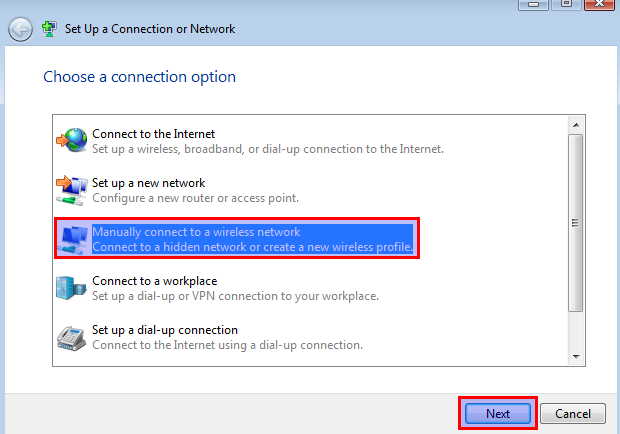 Set Up a Connection or Network
Choose a connection option
Connect to the Internet
Set up a wireless, broadband, or dial-up connection to the Internet.
Set up a new network
Configure a new router or access point.
Manually connect to a wireless network
Connect to a hidden network or create a new wireless profile.
Connect to a workplace
Set up a dial-up or VPN connection to your workplace.
Set up a dial-up connection
Connect to the Internet using a dial-up connection.
Next
Cancel